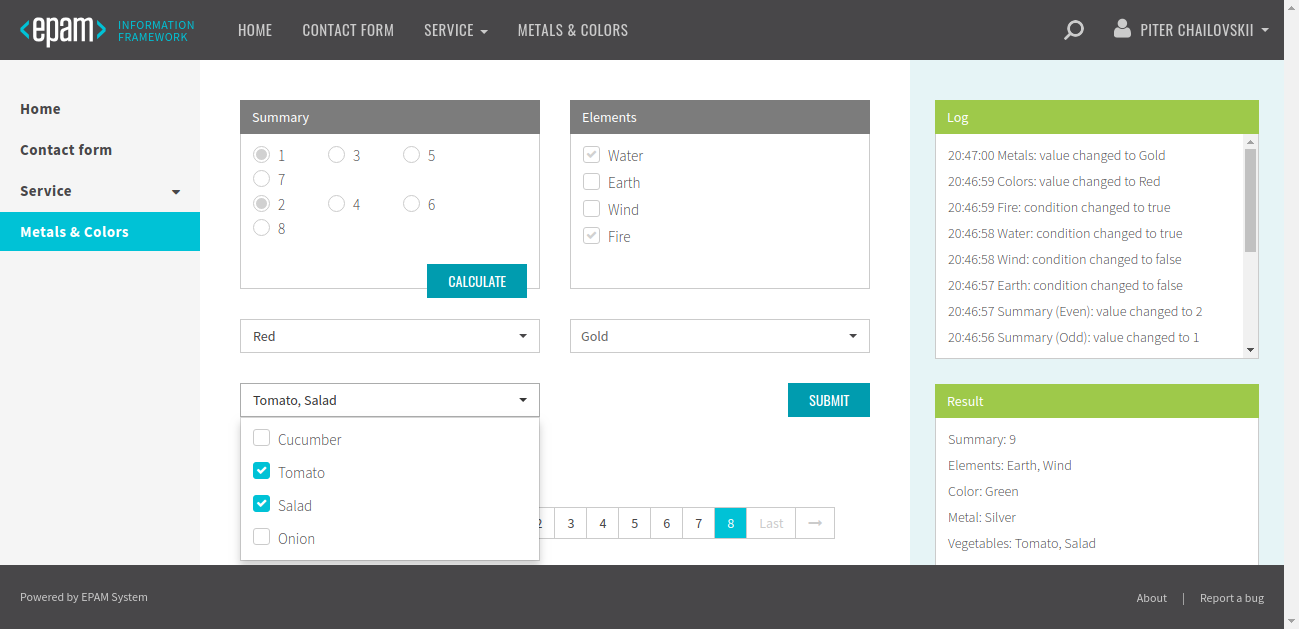 <epam> INFORMATION FRAMEWORK
HOME CONTACT FORM SERVICE METALS & COLORS PITER CHAILOVSKII
Home
Contact form
Service
Metals & Colors
Summary
1 3 5
7
2 4 6
8
CALCULATE
Elements
Water
Earth
Wind
Fire
Red
Gold
Tomato, Salad
SUBMIT
Cucumber
Tomato
Salad
Onion
2 3 4 5 6 7 8 Last →
Log
20:47:00 Metals: value changed to Gold
20:46:59 Colors: value changed to Red
20:46:59 Fire: condition changed to true
20:46:58 Water: condition changed to true
20:46:58 Wind: condition changed to false
20:46:57 Earth: condition changed to false
20:46:57 Summary (Even): value changed to 2
20:46:56 Summary (Odd): value changed to 1
Result
Summary: 9
Elements: Earth, Wind
Color: Green
Metal: Silver
Vegetables: Tomato, Salad
Powered by EPAM System
About | Report a bug